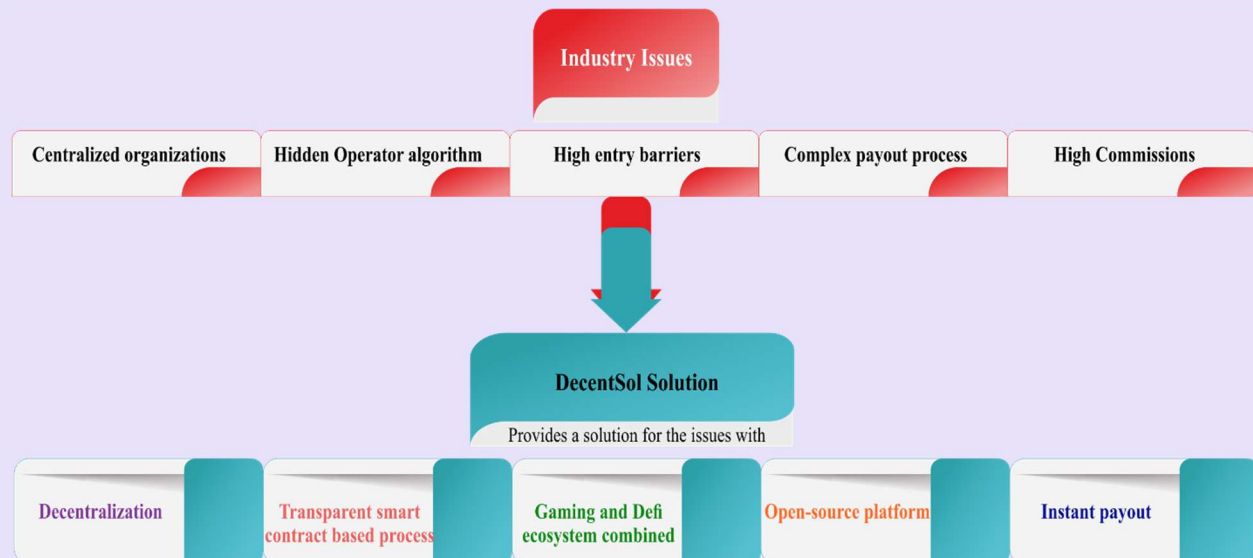 Industry Issues
Centralized organizations
Hidden Operator algorithm
High entry barriers
Complex payout process
High Commissions
DecentSol Solution
Provides a solution for the issues with
Decentralization
Transparent smart
contract based process
Gaming and Defi
ecosystem combined
Open-source platform
Instant payout